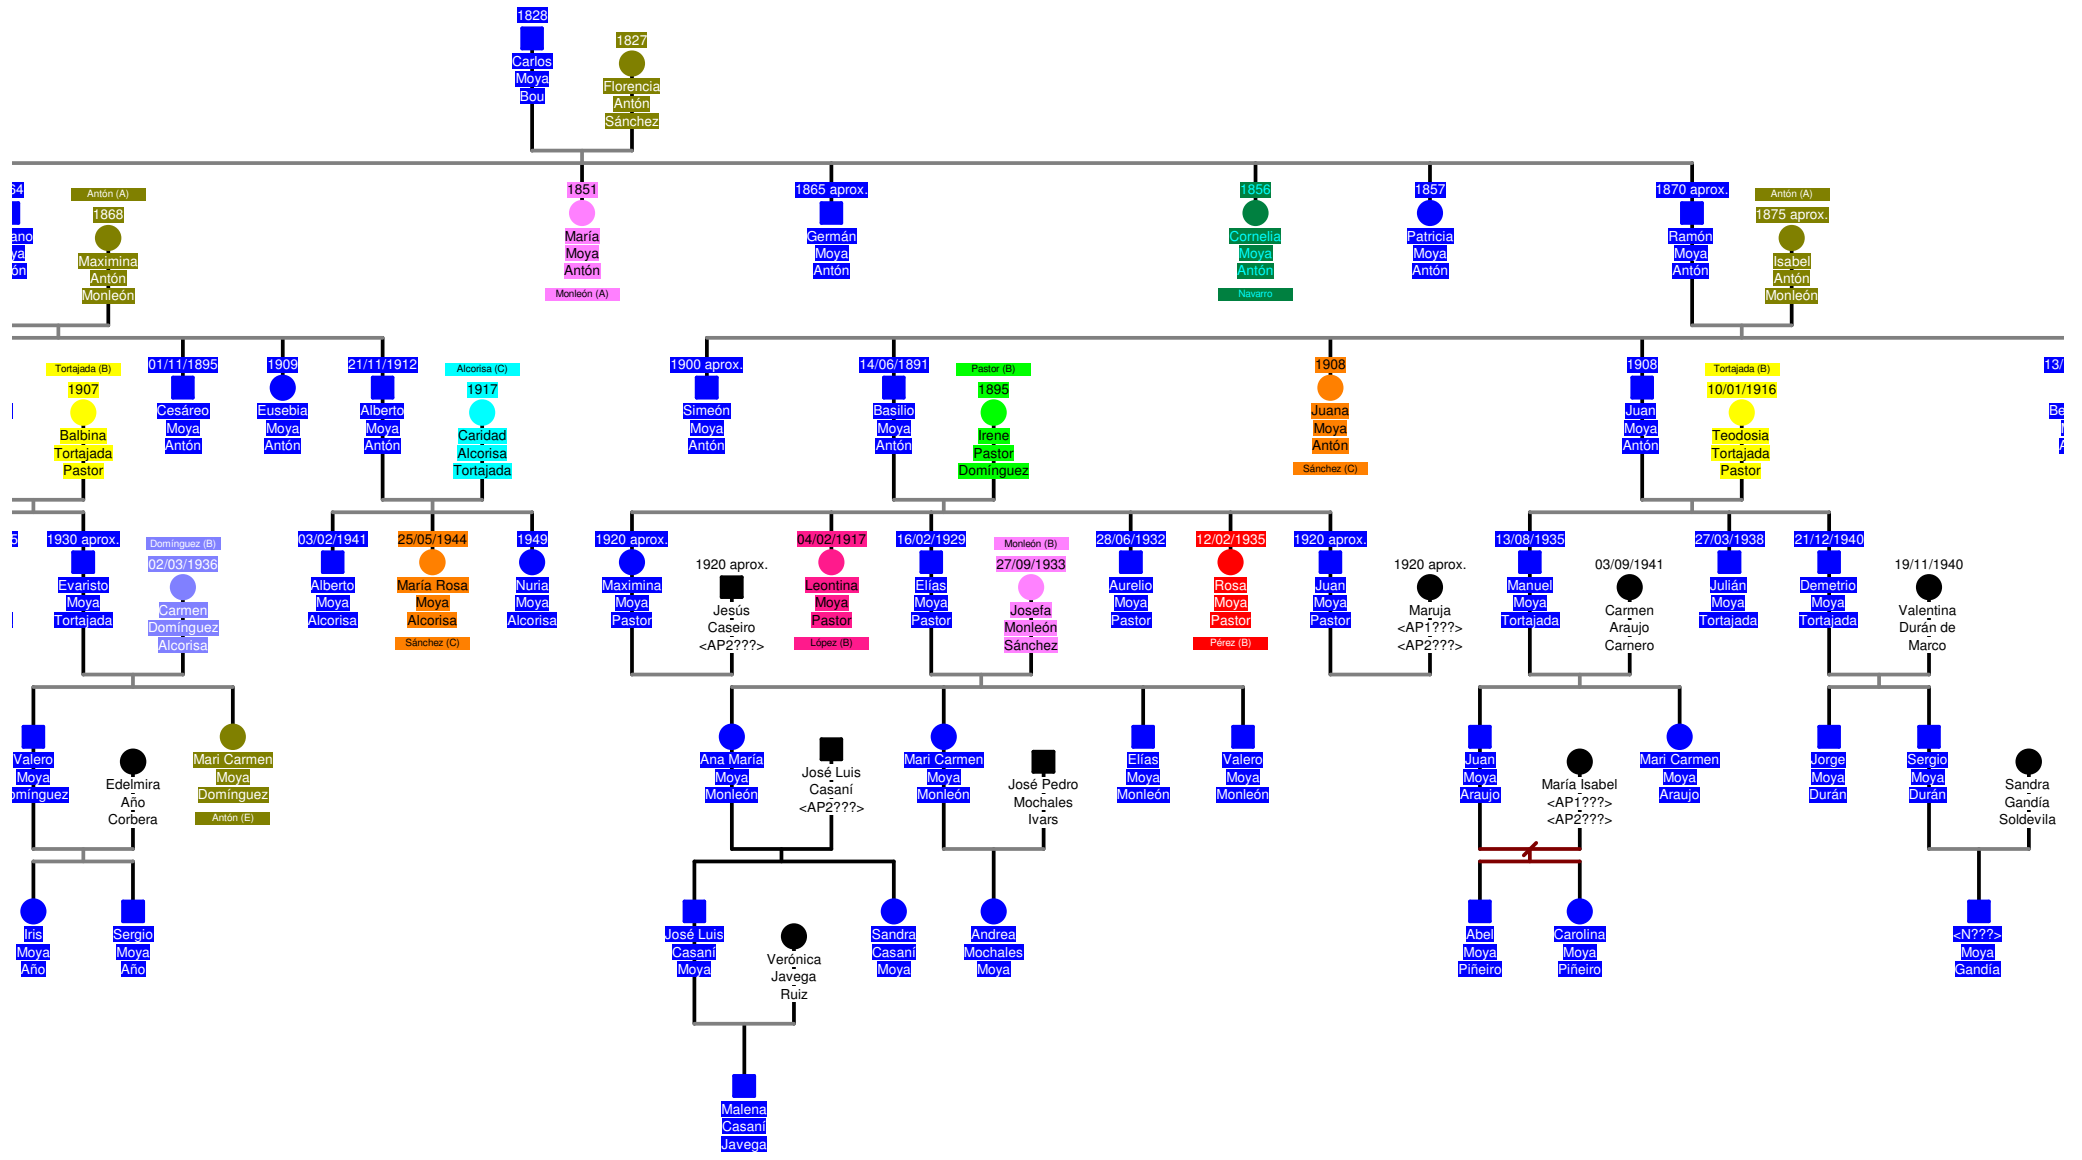 1828
Carlos
Moya
Bou
1827
Florencia
Antón
Sánchez
64
ano
ya
ón
Antón (A)
1868
Maximina
Antón
Monleón
1851
María
Moya
Antón
Monleón (A)
1865 aprox.
Germán
Moya
Antón
1856
Cornelia
Moya
Antón
Navarro
1857
Patricia
Moya
Antón
1870 aprox.
Ramón
Moya
Antón
Antón (A)
1875 aprox.
Isabel
Antón
Monleón
Tortajada (B)
1907
Balbina
Tortajada
Pastor
01/11/1895
Cesáreo
Moya
Antón
1909
Eusebia
Moya
Antón
21/11/1912
Alberto
Moya
Antón
Alcorisa (C)
1917
Caridad
Alcorisa
Tortajada
1900 aprox.
Simeón
Moya
Antón
14/06/1891
Basilio
Moya
Antón
Pastor (B)
1895
Irene
Pastor
Domínguez
1908
Juana
Moya
Antón
Sánchez (C)
1908
Juan
Moya
Antón
Tortajada (B)
10/01/1916
Teodosia
Tortajada
Pastor
13/
Be
5
1930 aprox.
Evaristo
Moya
Tortajada
Domínguez (B)
02/03/1936
Carmen
Domínguez
Alcorisa
03/02/1941
Alberto
Moya
Alcorisa
25/05/1944
María Rosa
Moya
Alcorisa
Sánchez (C)
1949
Nuria
Moya
Alcorisa
1920 aprox.
Maximina
Moya
Pastor
1920 aprox.
Jesús
Caseiro
<AP2???>
04/02/1917
Leontina
Moya
Pastor
López (B)
16/02/1929
Elías
Moya
Pastor
Monleón (B)
27/09/1933
Josefa
Monleón
Sánchez
28/06/1932
Aurelio
Moya
Pastor
12/02/1935
Rosa
Moya
Pastor
Pérez (B)
1920 aprox.
Juan
Moya
Pastor
1920 aprox.
Maruja
<AP1???>
<AP2???>
13/08/1935
Manuel
Moya
Tortajada
03/09/1941
Carmen
Araujo
Carnero
27/03/1938
Julián
Moya
Tortajada
21/12/1940
Demetrio
Moya
Tortajada
19/11/1940
Valentina
Durán de
Marco
Valero
Moya
omínguez
Edelmira
Año
Corbera
Mari Carmen
Moya
Domínguez
Antón (E)
Ana María
Moya
Monleón
José Luis
Casaní
<AP2???>
Mari Carmen
Moya
Monleón
José Pedro
Mochales
Ivars
Elías
Moya
Monleón
Valero
Moya
Monleón
Juan
Moya
Araujo
María Isabel
<AP1???>
<AP2???>
Mari Carmen
Moya
Araujo
Jorge
Moya
Durán
Sergio
Moya
Durán
Sandra
Gandía
Soldevila
Iris
Moya
Año
Sergio
Moya
Año
José Luis
Casaní
Moya
Verónica
Javega
Ruiz
Sandra
Casaní
Moya
Andrea
Mochales
Moya
Abel
Moya
Piñeiro
Carolina
Moya
Piñeiro
<N???>
Moya
Gandía
Malena
Casaní
Javega